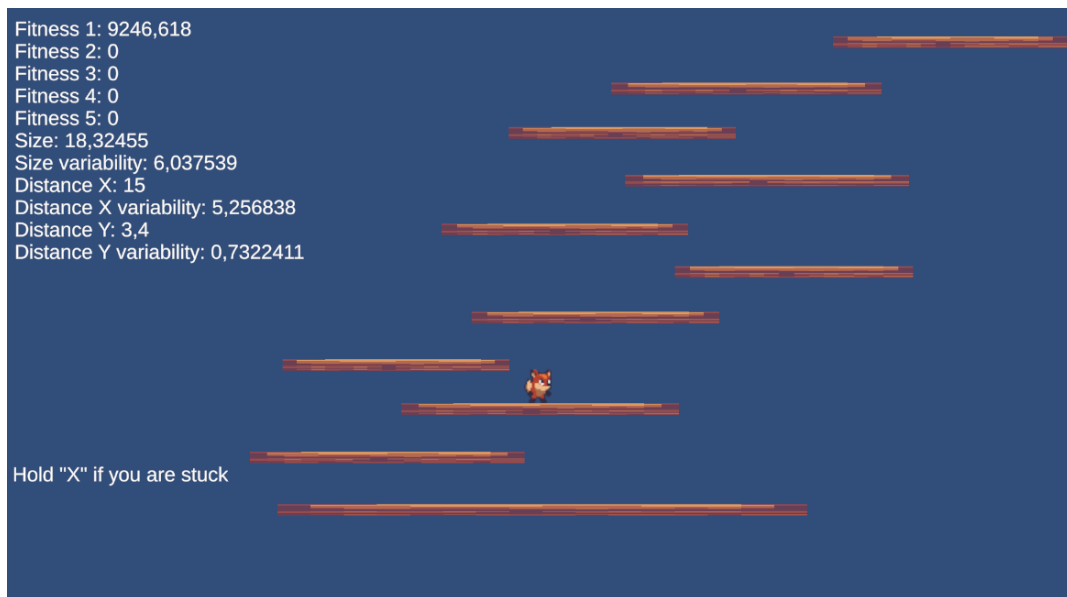 Fitness 1: 9246,618
Fitness 2: 0
Fitness 3: 0
Fitness 4: 0
Fitness 5: 0
Size: 18,32455
Size variability: 6,037539
Distance X: 15
Distance X variability: 5,256838
Distance Y: 3,4
Distance Y variability: 0,7322411
Hold "X" if you are stuck